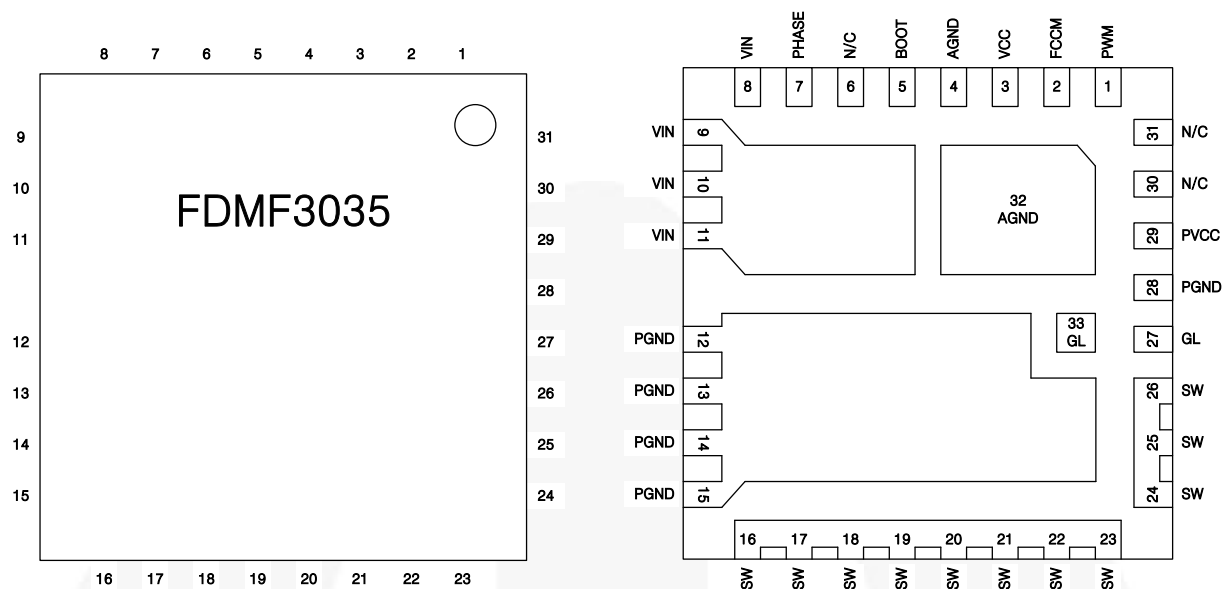 8 7 6 5 4 3 2 1
9 31
10 30
11 29
28
12 27
13 26
14 25
15 24
16 17 18 19 20 21 22 23
FDMF3035
VIN PHASE N/C BOOT AGND VCC FCCM PWM
8 7 6 5 4 3 2 1
VIN 9 31 N/C
VIN 10 30 N/C
VIN 11 29 PVCC
32
AGND
28 PGND
PGND 12 27 GL
33
GL
PGND 13 26 SW
PGND 14 25 SW
PGND 15 24 SW
16 17 18 19 20 21 22 23
SW SW SW SW SW SW SW SW